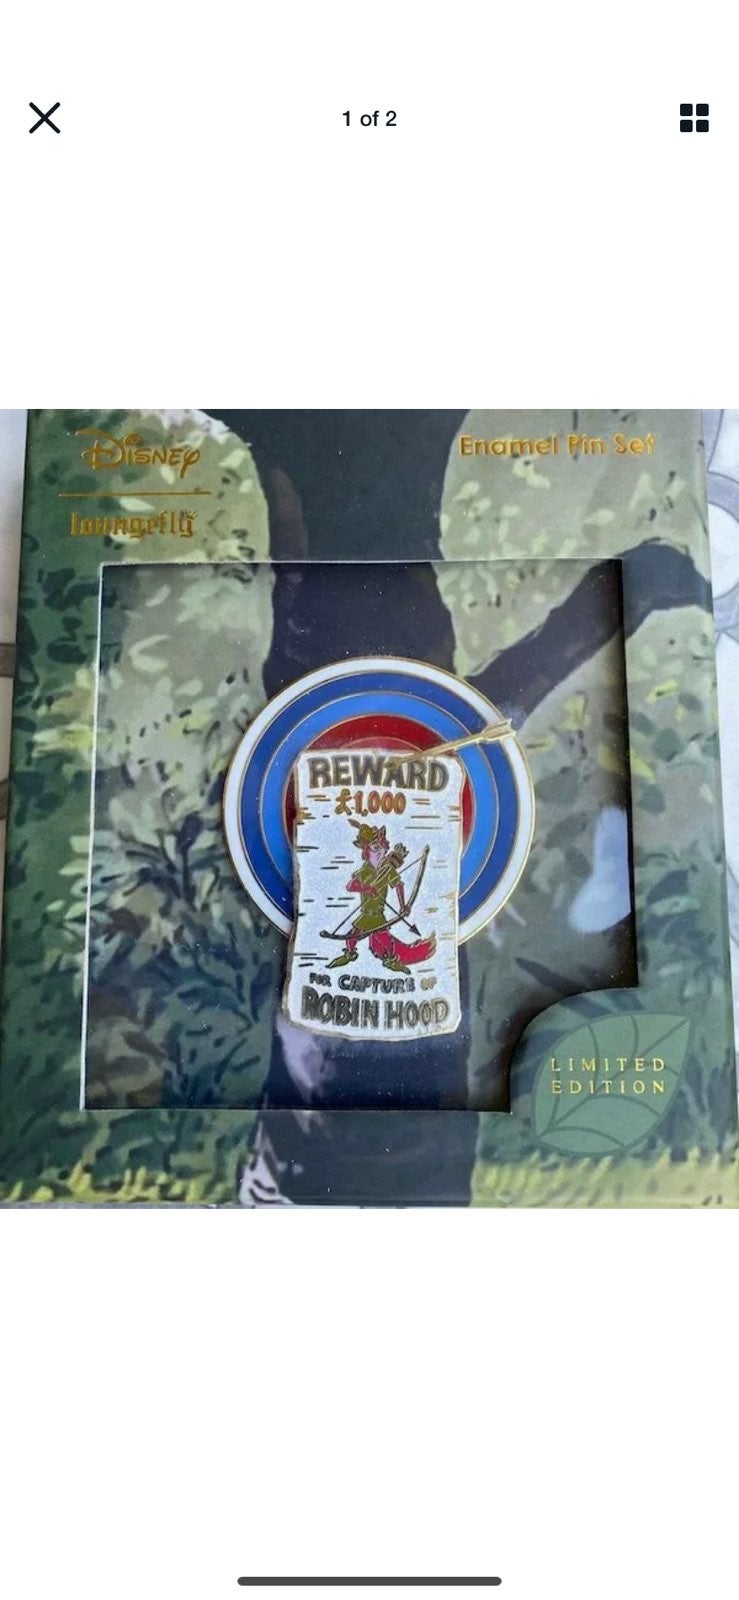 1 of 2
Disney
Enamel Pin Set
loungefly
REWARD
£1,000
FOR CAPTURE OF
ROBIN HOOD
LIMITED
EDITION